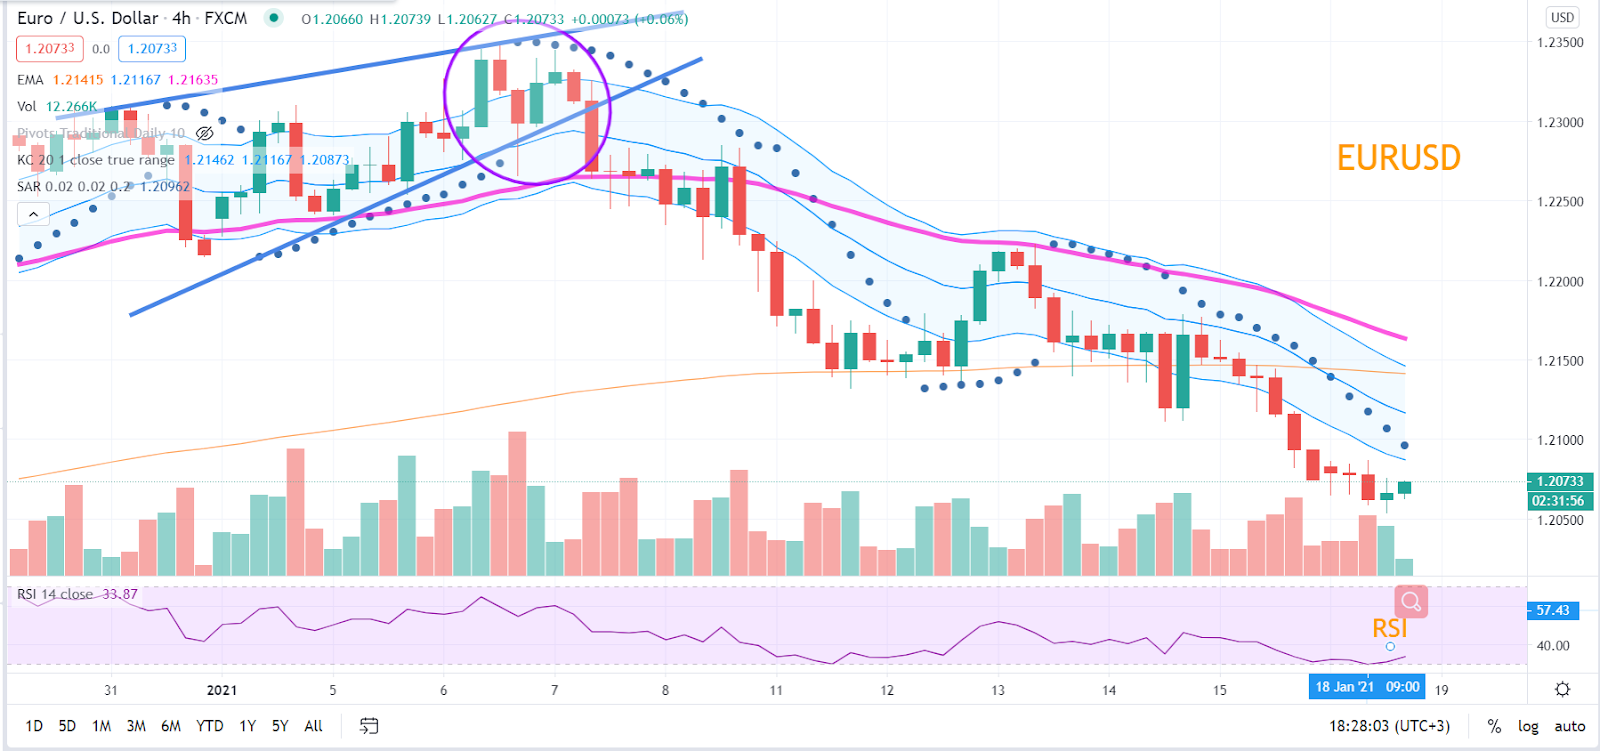 Euro / U.S. Dollar · 4h · FXCM O1.20660 H1.20739 L1.20627 C1.20733 +0.00073 (+0.06%)
USD
1.20733 0.0 1.20733
1.23500
EMA 1.21415 1.21167 1.21635
Vol 12.266K
1.23000
Pivots Traditional Daily 10
EURUSD
KC 20 1 close true range 1.21462 1.21167 1.20873
SAR 0.02 0.02 0.2 1.20962
1.22500
1.22000
1.21500
1.21000
1.20733
02:31:56
1.20500
RSI 14 close 33.87
57.43
RSI
40.00
31 2021 5 6 7 8 11 12 13 14 15 18 Jan '21 09:00 19
1D 5D 1M 3M 6M YTD 1Y 5Y All 18:28:03 (UTC+3) % log auto